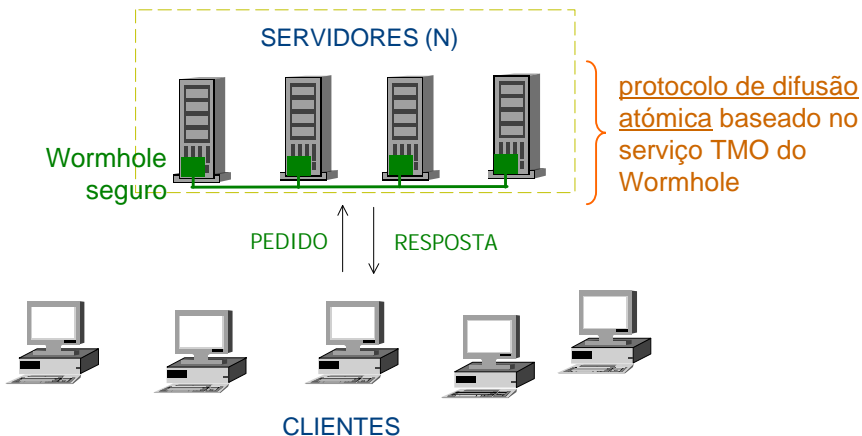 SERVIDORES (N)
protocolo de difusão
atómica baseado no
serviço TMO do
Wormhole
Wormhole
seguro
PEDIDO
RESPOSTA
CLIENTES